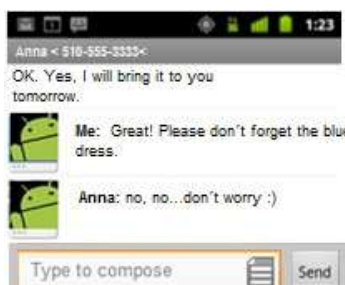 1:23
Anna < 510-555-3333<
OK. Yes, I will bring it to you
tomorrow.
Me: Great! Please don´t forget the blue
dress.
Anna: no, no...don´t worry :)
Type to compose
Send